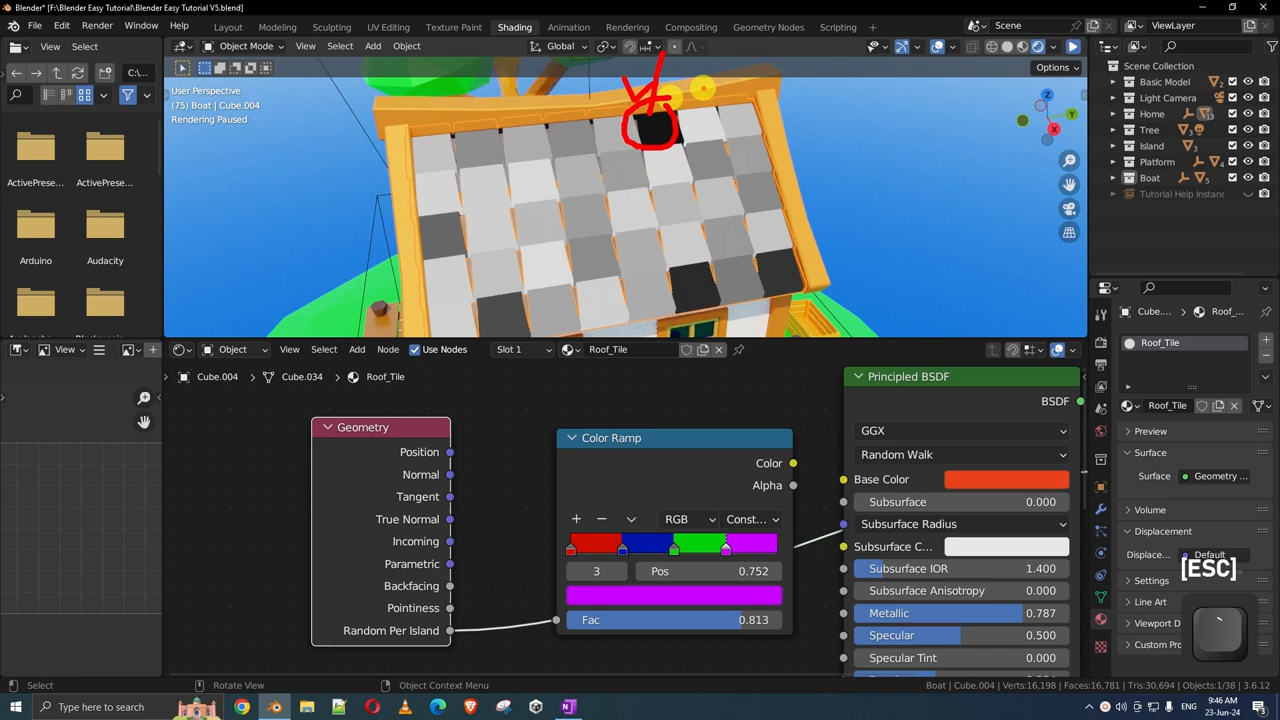 Blender* [F:\Blender Easy Tutorial\Blender Easy Tutorial V5.blend]
File Edit Render Window Help Layout Modeling Sculpting UV Editing Texture Paint Shading Animation Rendering Compositing Geometry Nodes Scripting Scene ViewLayer
View Select Object Mode View Select Add Object Global
C:\...
Options
User Perspective
(75) Boat | Cube.004
Rendering Paused
ActivePrese...
ActivePrese...
Arduino
Audacity
X
Y
Z
Scene Collection
Basic Model 2
Light Camera
Home 13
Tree 3
Island 3
Platform 4
Boat 5
Tutorial Help Instanc
View Object View Select Add Node Use Nodes Slot 1 Roof_Tile
Cube.004 Cube.034 Roof_Tile
Geometry
Position
Normal
Tangent
True Normal
Incoming
Parametric
Backfacing
Pointiness
Random Per Island
Color Ramp
Color
Alpha
RGB Const...
3 Pos 0.752
Fac 0.813
Principled BSDF
BSDF
GGX
Random Walk
Base Color
Subsurface 0.000
Subsurface Radius
Subsurface C...
Subsurface IOR 1.400
Subsurface Anisotropy 0.000
Metallic 0.787
Specular 0.500
Specular Tint 0.000
Cube.... Roof_...
Roof_Tile
Roof_Tile
Preview
Surface
Surface Geometry ...
Volume
Displacement
Displace... Default
Settings
Line Art
Viewport D
Custom Pro
[ESC]
Select Rotate View Object Context Menu Boat | Cube.004 | Verts:16,198 | Faces:16,781 | Tris:30,694 | Objects:1/38 | 3.6.12
Type here to search
9:46 AM
23-Jun-24